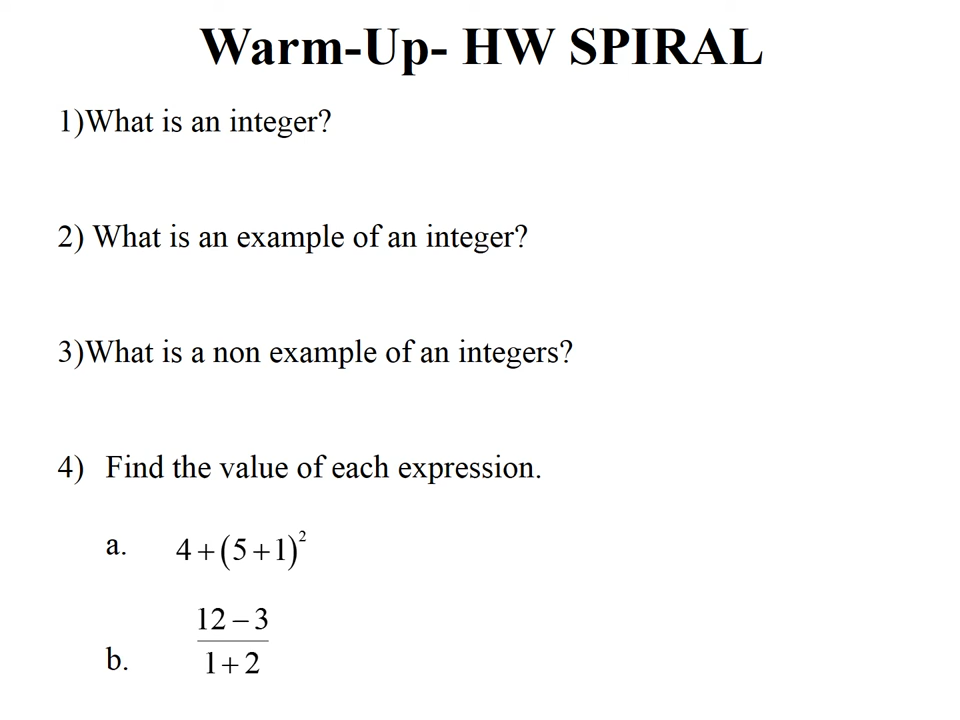 Warm-Up- HW SPIRAL
1)What is an integer?
2) What is an example of an integer?
3)What is a non example of an integers?
4) Find the value of each expression.
a. 4+(5+1)²
12−3
b.
1+2